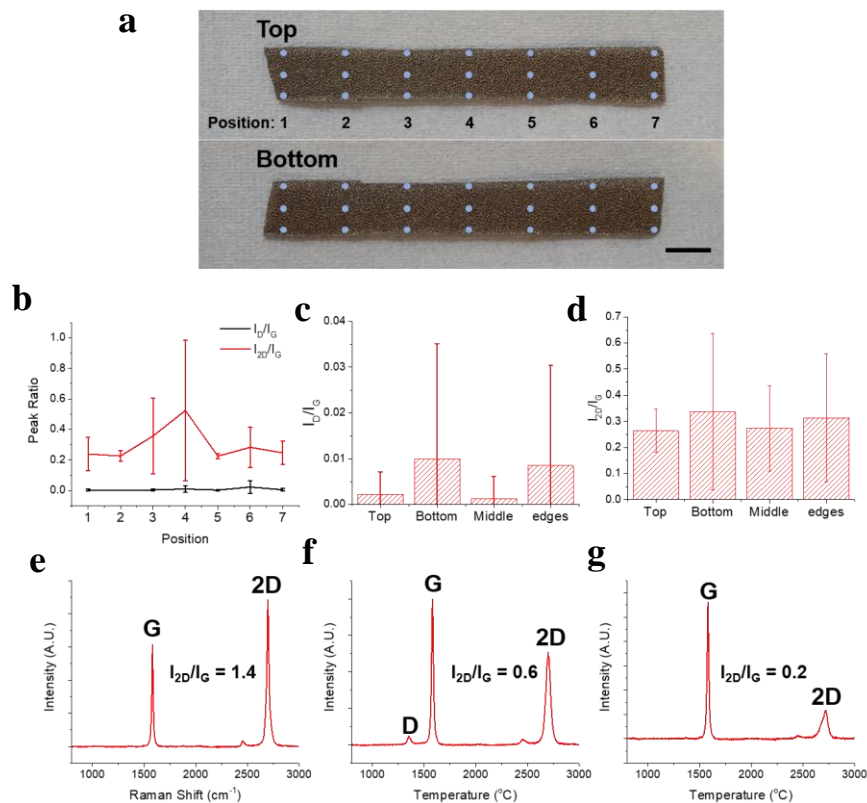 a
Top
Position: 1 2 3 4 5 6 7
Bottom
b
I_D/I_G
I_2D/I_G
1.0
0.8
0.6
0.4
0.2
0.0
Peak Ratio
1 2 3 4 5 6 7
Position
c
0.04
0.03
0.02
0.01
0.00
I_D/I_G
Top Bottom Middle edges
d
0.7
0.6
0.5
0.4
0.3
0.2
0.1
0.0
I_2D/I_G
Top Bottom Middle edges
e
Intensity (A.U.)
G
2D
I_2D/I_G = 1.4
1000 1500 2000 2500 3000
Raman Shift (cm⁻¹)
f
Intensity (A.U.)
D
G
2D
I_2D/I_G = 0.6
1000 1500 2000 2500 3000
Temperature (°C)
g
Intensity (A.U.)
G
2D
I_2D/I_G = 0.2
1000 1500 2000 2500 3000
Temperature (°C)